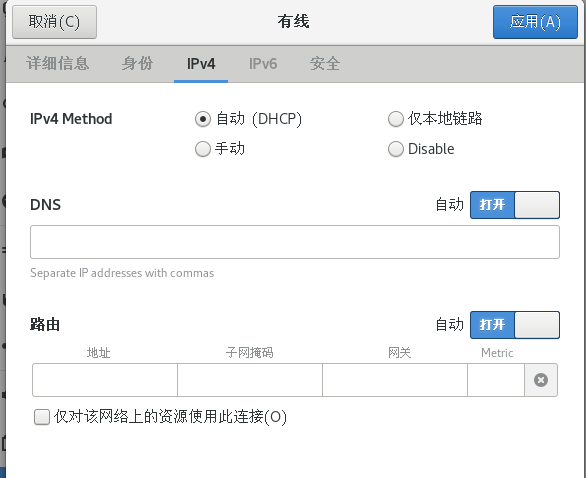 取消(C) 有线 应用(A)
详细信息 身份 IPv4 IPv6 安全
IPv4 Method 自动 (DHCP) 仅本地链路
手动 Disable
DNS 自动 打开
Separate IP addresses with commas
路由 自动 打开
地址 子网掩码 网关 Metric
仅对该网络上的资源使用此连接(O)